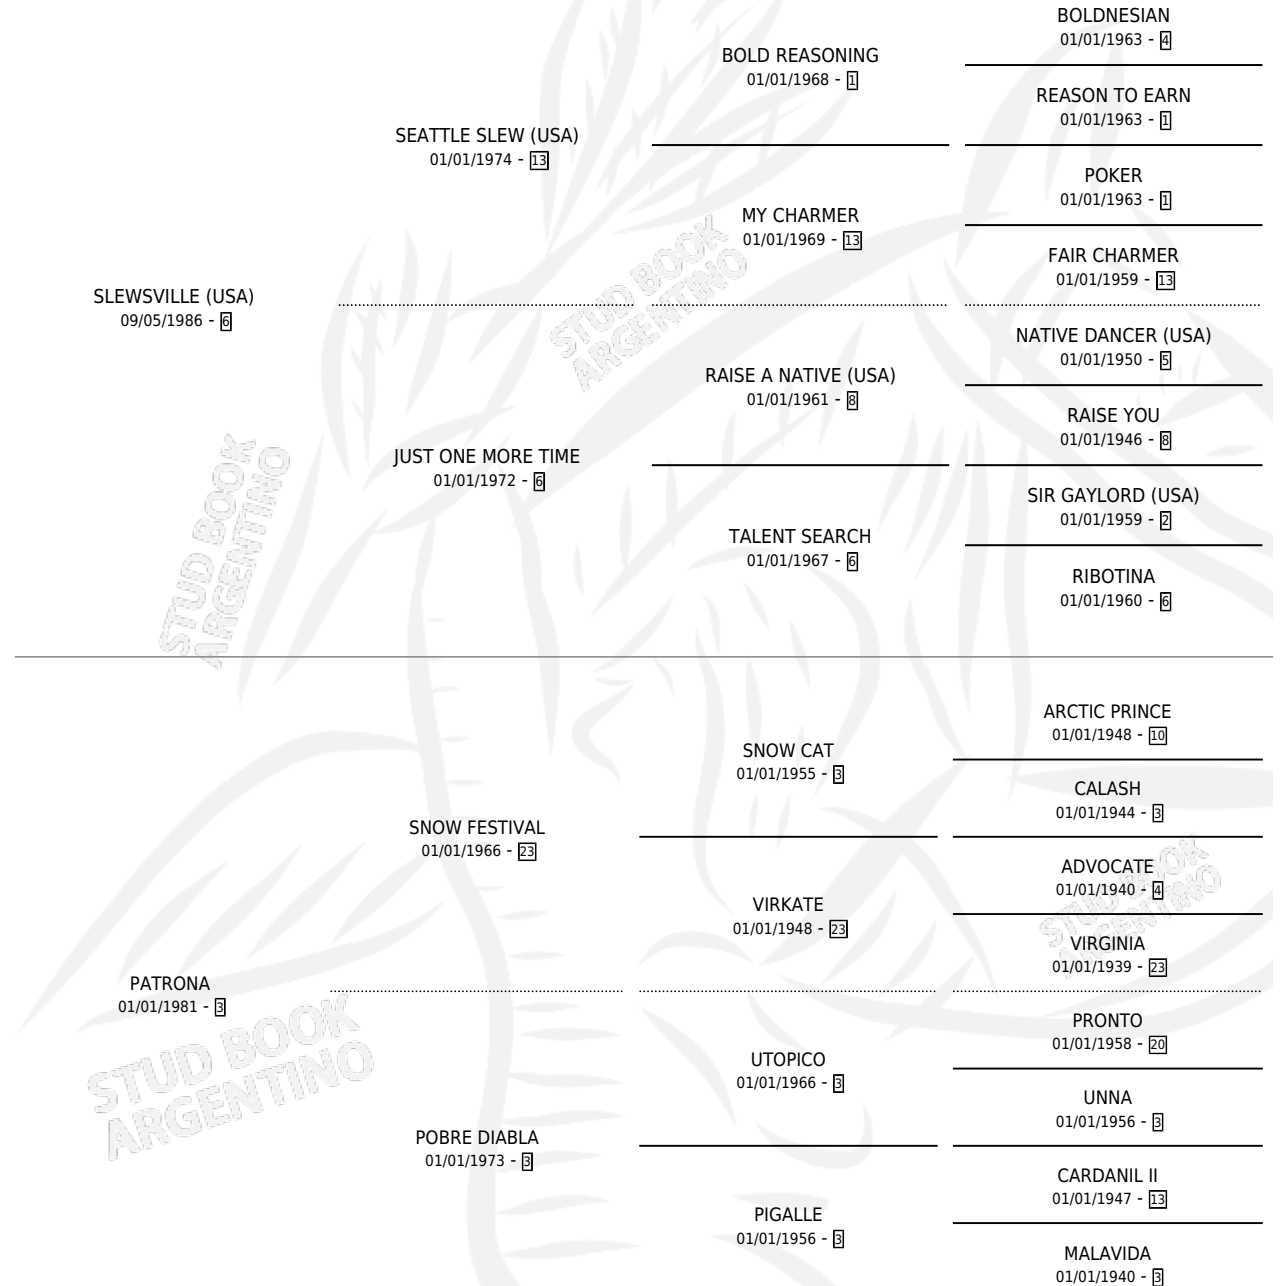 BOLDNESIAN
01/01/1963 - 4
BOLD REASONING
01/01/1968 - 1
REASON TO EARN
01/01/1963 - 1
SEATTLE SLEW (USA)
01/01/1974 - 13
POKER
01/01/1963 - 1
MY CHARMER
01/01/1969 - 13
FAIR CHARMER
01/01/1959 - 13
SLEWSVILLE (USA)
09/05/1986 - 6
NATIVE DANCER (USA)
01/01/1950 - 5
RAISE A NATIVE (USA)
01/01/1961 - 8
RAISE YOU
01/01/1946 - 8
JUST ONE MORE TIME
01/01/1972 - 6
SIR GAYLORD (USA)
01/01/1959 - 2
TALENT SEARCH
01/01/1967 - 6
RIBOTINA
01/01/1960 - 6
ARCTIC PRINCE
01/01/1948 - 10
SNOW CAT
01/01/1955 - 3
CALASH
01/01/1944 - 3
SNOW FESTIVAL
01/01/1966 - 23
ADVOCATE
01/01/1940 - 4
VIRKATE
01/01/1948 - 23
VIRGINIA
01/01/1939 - 23
PATRONA
01/01/1981 - 3
PRONTO
01/01/1958 - 20
UTOPICO
01/01/1966 - 3
UNNA
01/01/1956 - 3
POBRE DIABLA
01/01/1973 - 3
CARDANIL II
01/01/1947 - 13
PIGALLE
01/01/1956 - 3
MALAVIDA
01/01/1940 - 3
STUD BOOK
ARGENTINO
STUD BOOK
ARGENTINO
STUD BOOK
ARGENTINO
STUD BOOK
ARGENTINO